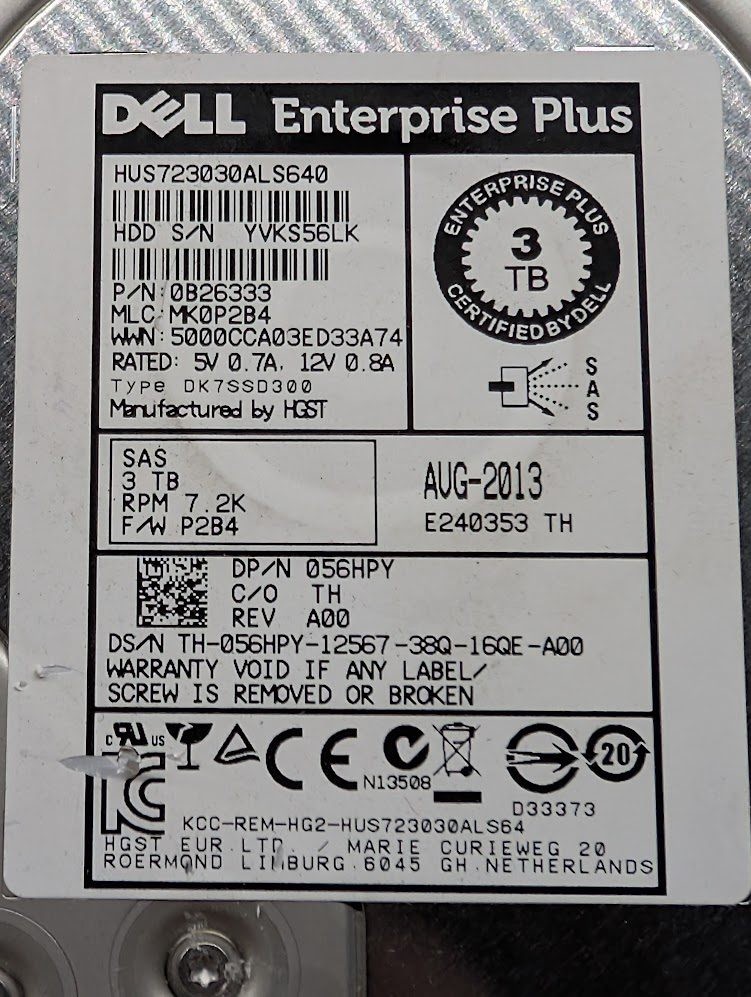 DELL Enterprise Plus
HUS723030ALS640
HDD S/N YVKS56LK
P/N: 0B26333
MLC: MK0P2B4
WWN: 5000CCA03ED33A74
RATED: 5V 0.7A, 12V 0.8A
Type DK7SSD300
Manufactured by HGST
ENTERPRISE PLUS
3
TB
CERTIFIED BY DELL
S
A
S
SAS
3 TB
RPM 7.2K
F/W P2B4
AUG-2013
E240353 TH
DP/N 056HPY
C/O TH
REV A00
DS/N TH-056HPY-12567-38Q-16QE-A00
WARRANTY VOID IF ANY LABEL/
SCREW IS REMOVED OR BROKEN
c RU US
CE
N13508
20
D33373
KCC-REM-HG2-HUS723030ALS64
HGST EUR.LTD. / MARIE CURIEWEG 20
ROERMOND LIMBURG.6045 GH.NETHERLANDS